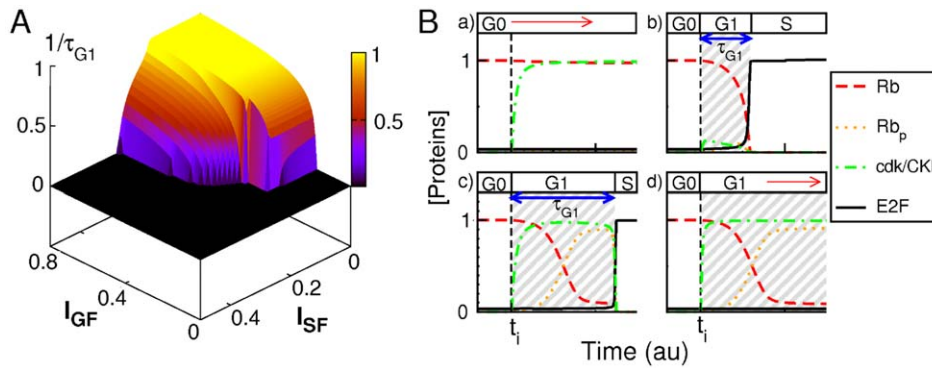 A
B
1/τG1
1
0.5
0
1
0.5
0
0.8
0.4
0
IGF
0.4
0.2
0
ISF
a)
G0
b)
G0 G1 S
τG1
1
0
[Proteins]
c)
G0 G1 S
τG1
d)
G0 G1
1
0
ti
ti
Time (au)
Rb
Rbp
cdk/CKI
E2F